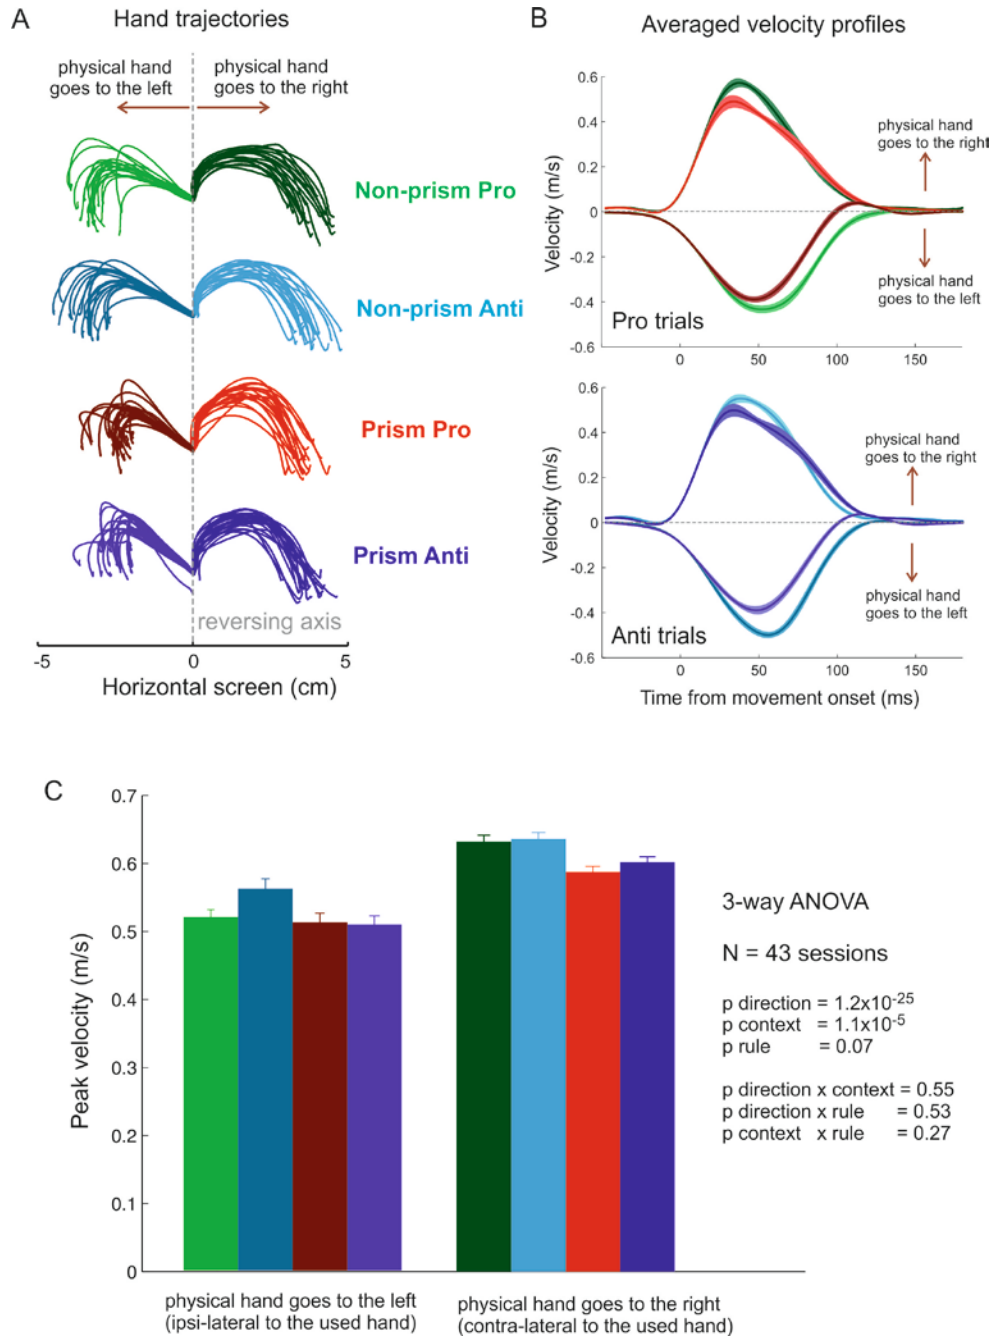 A
Hand trajectories
physical hand
goes to the left
physical hand
goes to the right
Non-prism Pro
Non-prism Anti
Prism Pro
Prism Anti
reversing axis
-5
0
5
Horizontal screen (cm)
B
Averaged velocity profiles
0.6
0.4
0.2
0
-0.2
-0.4
-0.6
Velocity (m/s)
physical hand
goes to the right
physical hand
goes to the left
Pro trials
0
50
100
150
0.6
0.4
0.2
0
-0.2
-0.4
-0.6
Velocity (m/s)
physical hand
goes to the right
physical hand
goes to the left
Anti trials
0
50
100
150
Time from movement onset (ms)
C
0.7
0.6
0.5
0.4
0.3
0.2
0.1
0
Peak velocity (m/s)
physical hand goes to the left
(ipsi-lateral to the used hand)
physical hand goes to the right
(contra-lateral to the used hand)
3-way ANOVA
N = 43 sessions
p direction = 1.2x10⁻²⁵
p context = 1.1x10⁻⁵
p rule = 0.07
p direction x context = 0.55
p direction x rule = 0.53
p context x rule = 0.27